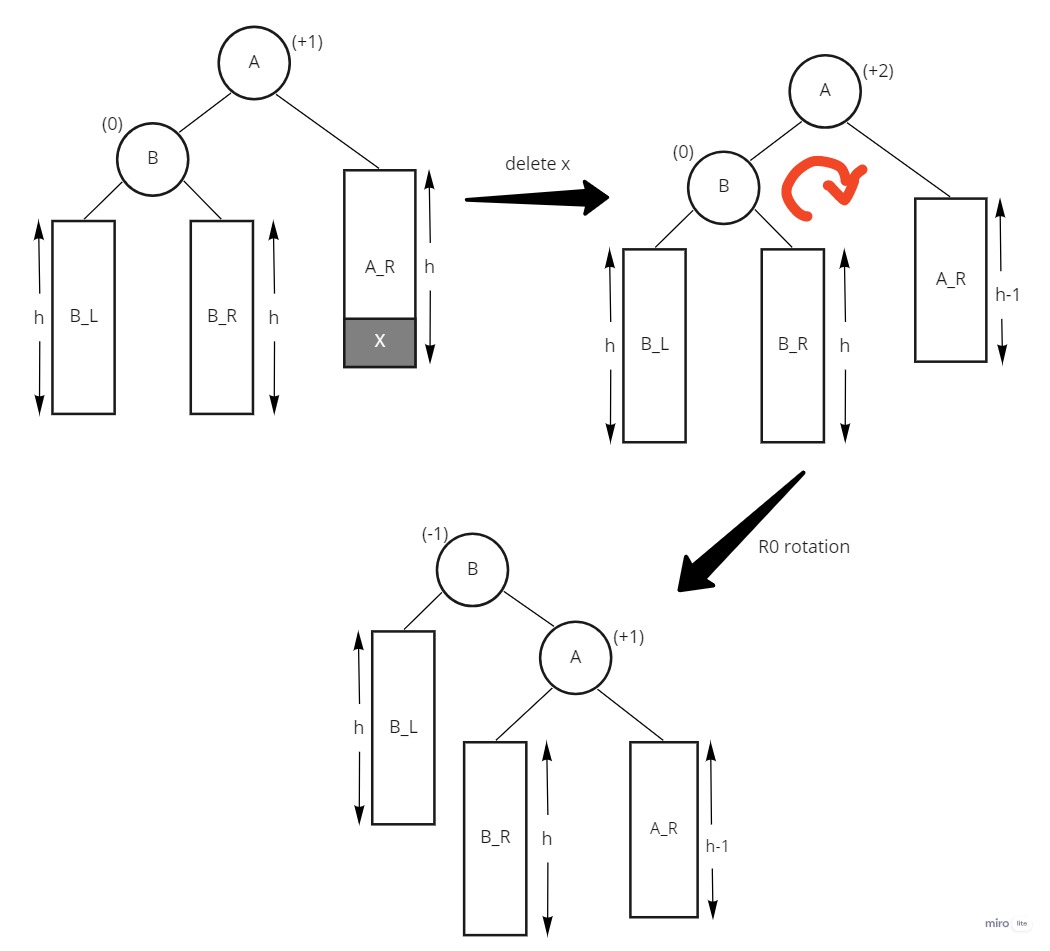 (+1)
A
(0)
B
h
B_L
B_R
h
A_R
h
X
delete x
(+2)
A
(0)
B
h
B_L
B_R
h
A_R
h-1
R0 rotation
(-1)
B
(+1)
A
h
B_L
B_R
h
A_R
h-1
miro lite